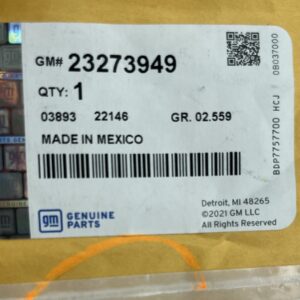 GM# 23273949
QTY: 1
03893 22146 GR. 02.559
MADE IN MEXICO
gm GENUINE
PARTS
Detroit, MI 48265
©2021 GM LLC
All Rights Reserved
BDP7757700 HCJ 08037000